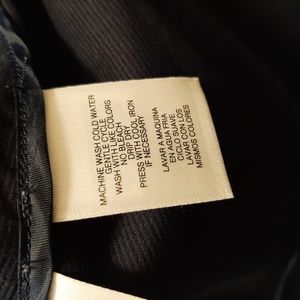 MACHINE WASH COLD WATER
GENTLE CYCLE
WASH WITH LIKE COLORS
NO BLEACH
DRIP DRY
PRESS WITH COOL IRON
IF NECESSARY
LAVAR A MAQUINA
EN AGUA FRIA
CICLO SUAVE
LAVAR CON LOS
MISMOS COLORES